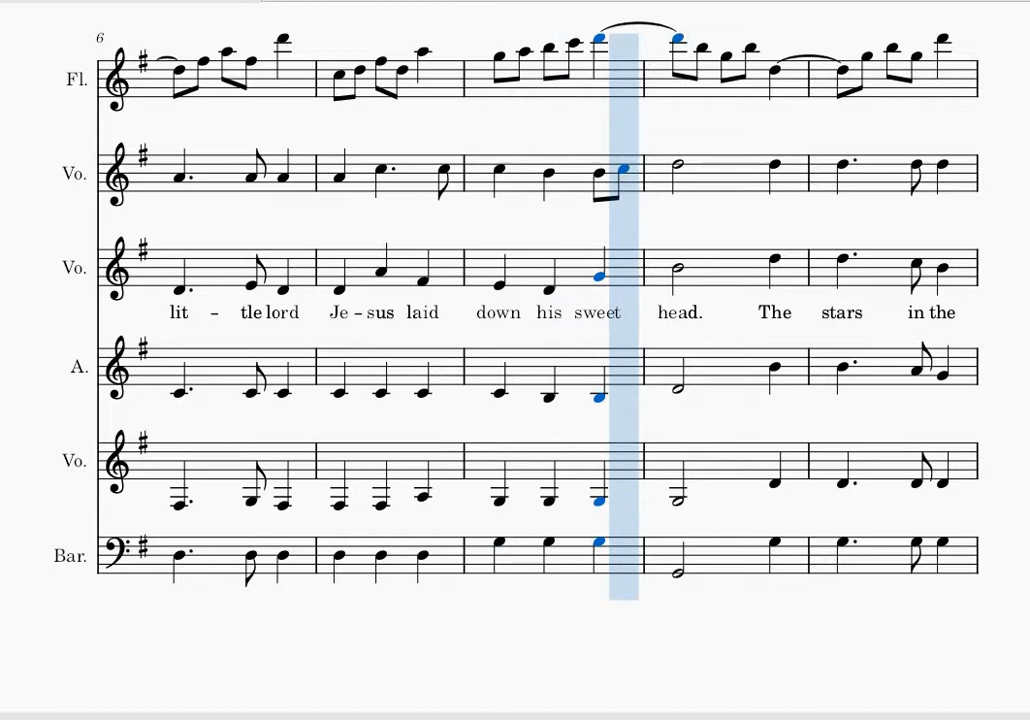 6
Fl.
Vo.
Vo.
lit - tle lord Je - sus laid down his sweet head. The stars in the
A.
Vo.
Bar.